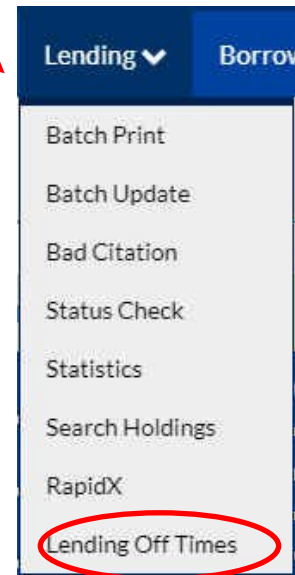 Lending Borrow
Batch Print
Batch Update
Bad Citation
Status Check
Statistics
Search Holdings
RapidX
Lending Off Times